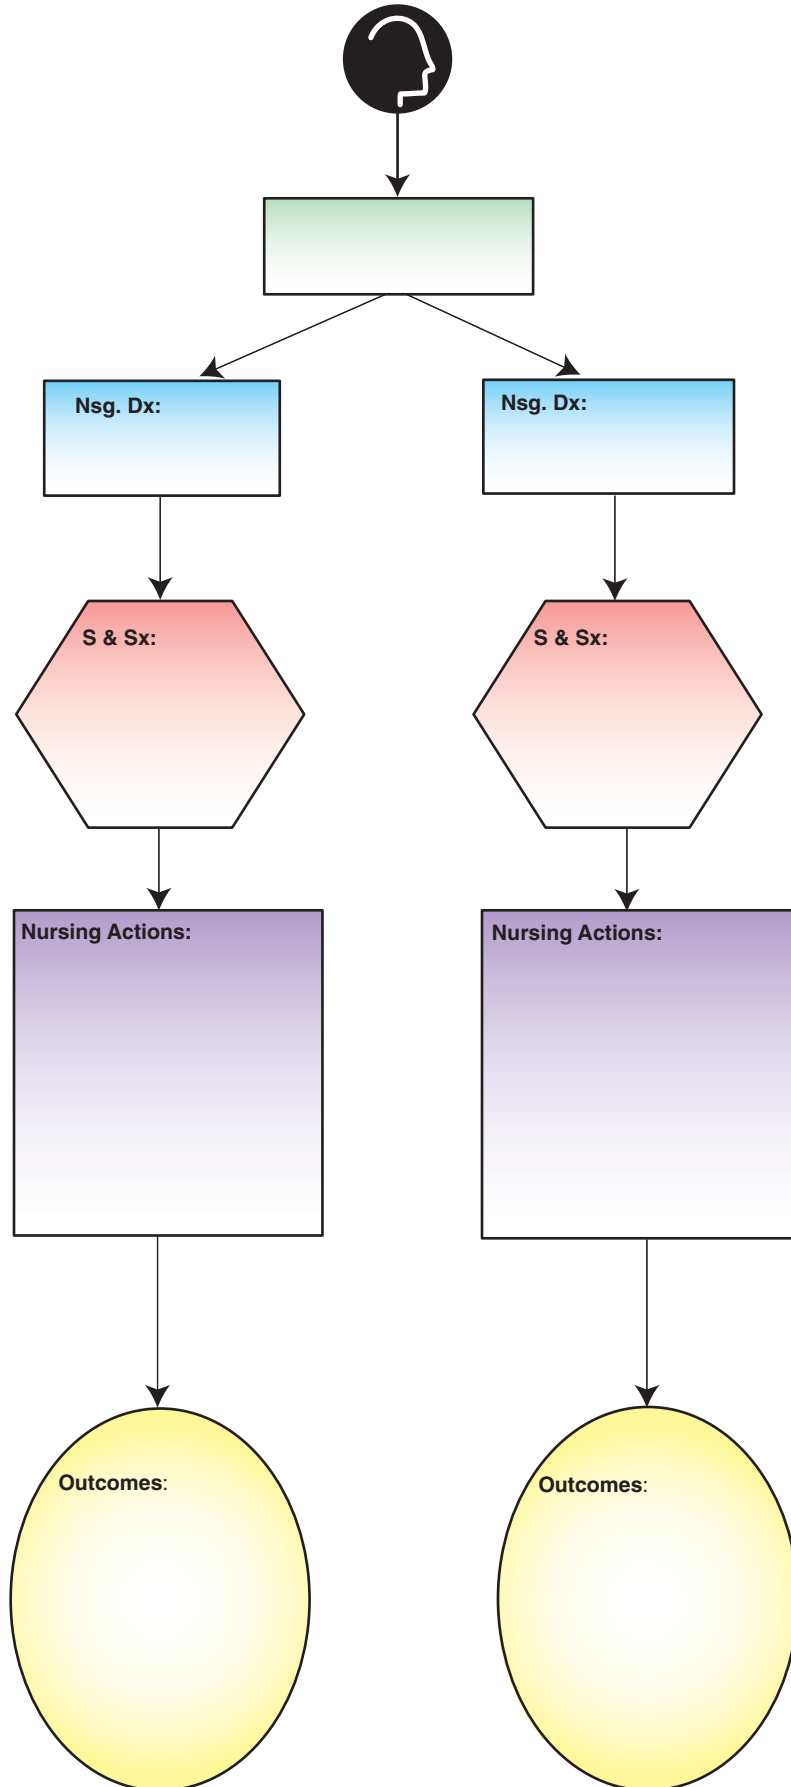 Nsg. Dx:
Nsg. Dx:
S & Sx:
S & Sx:
Nursing Actions:
Nursing Actions:
Outcomes:
Outcomes: